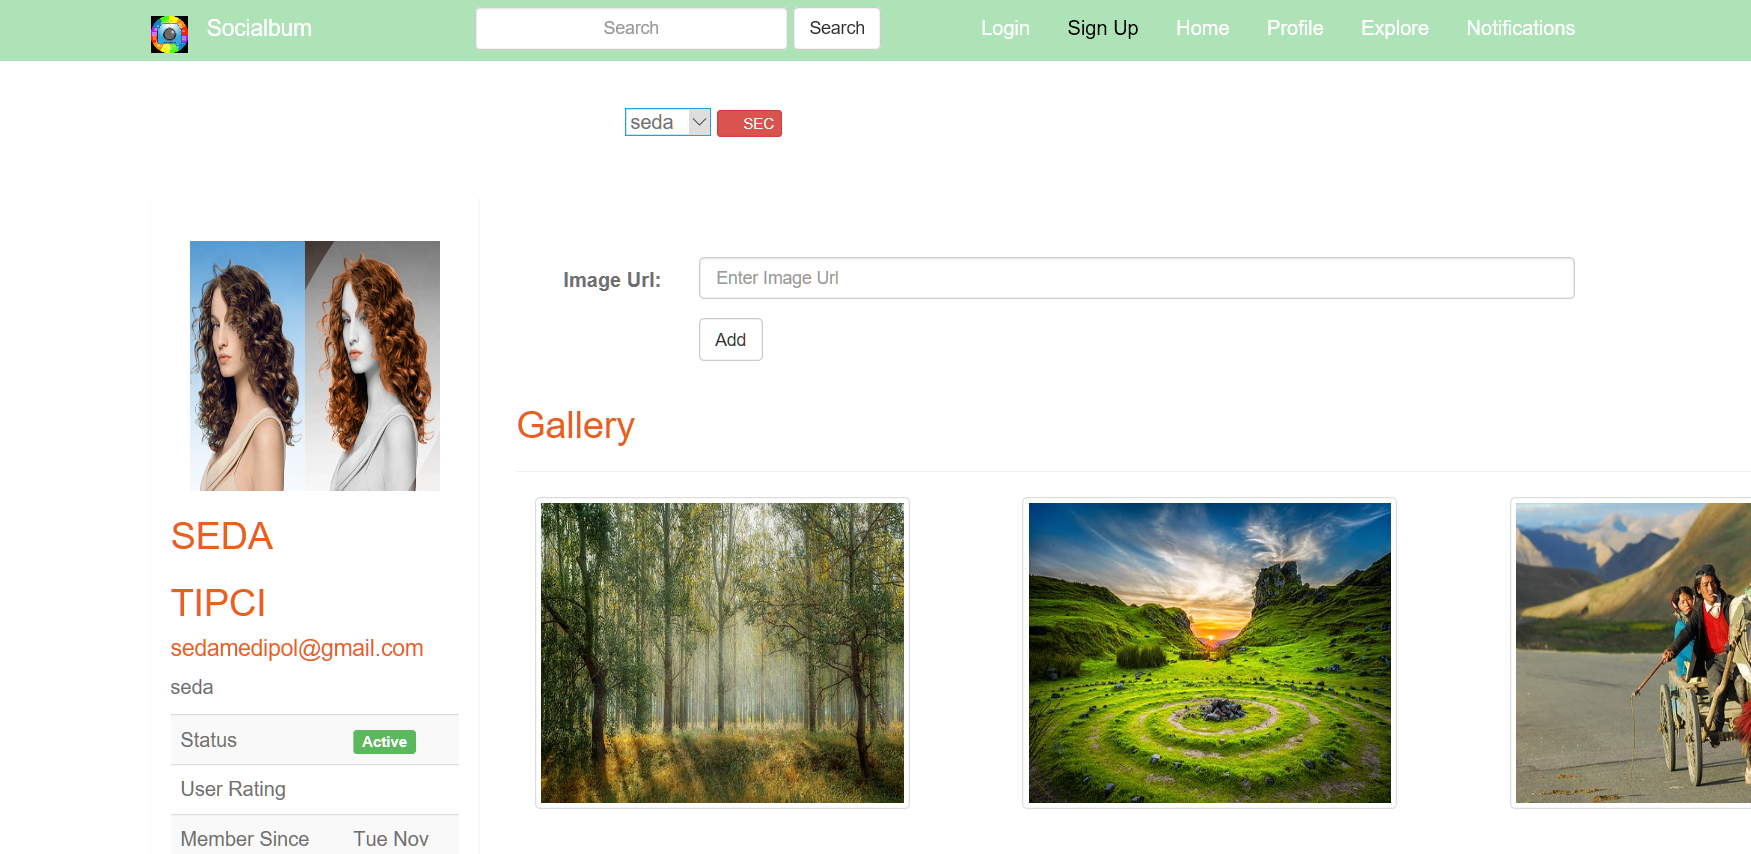 Socialbum Search Search Login Sign Up Home Profile Explore Notifications
seda SEC
Image Url: Enter Image Url
Add
Gallery
SEDA
TIPCI
sedamedipol@gmail.com
seda
Status Active
User Rating
Member Since Tue Nov